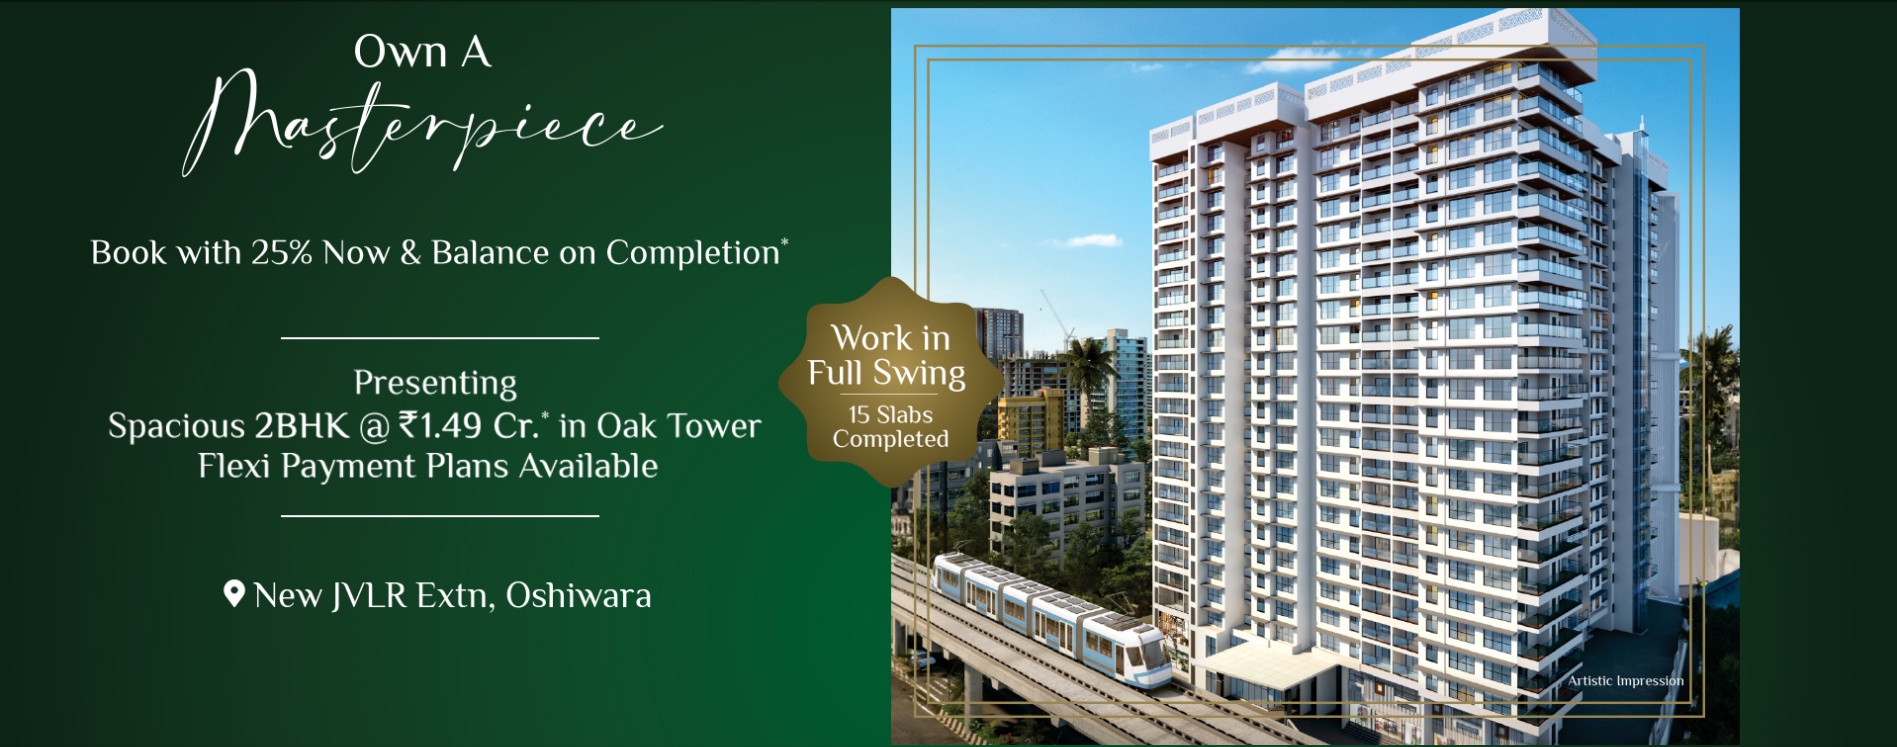 Own A
Masterpiece
Book with 25% Now & Balance on Completion*
Presenting
Spacious 2BHK @ ₹1.49 Cr.* in Oak Tower
Flexi Payment Plans Available
New JVLR Extn, Oshiwara
Work in
Full Swing
15 Slabs
Completed
Artistic Impression